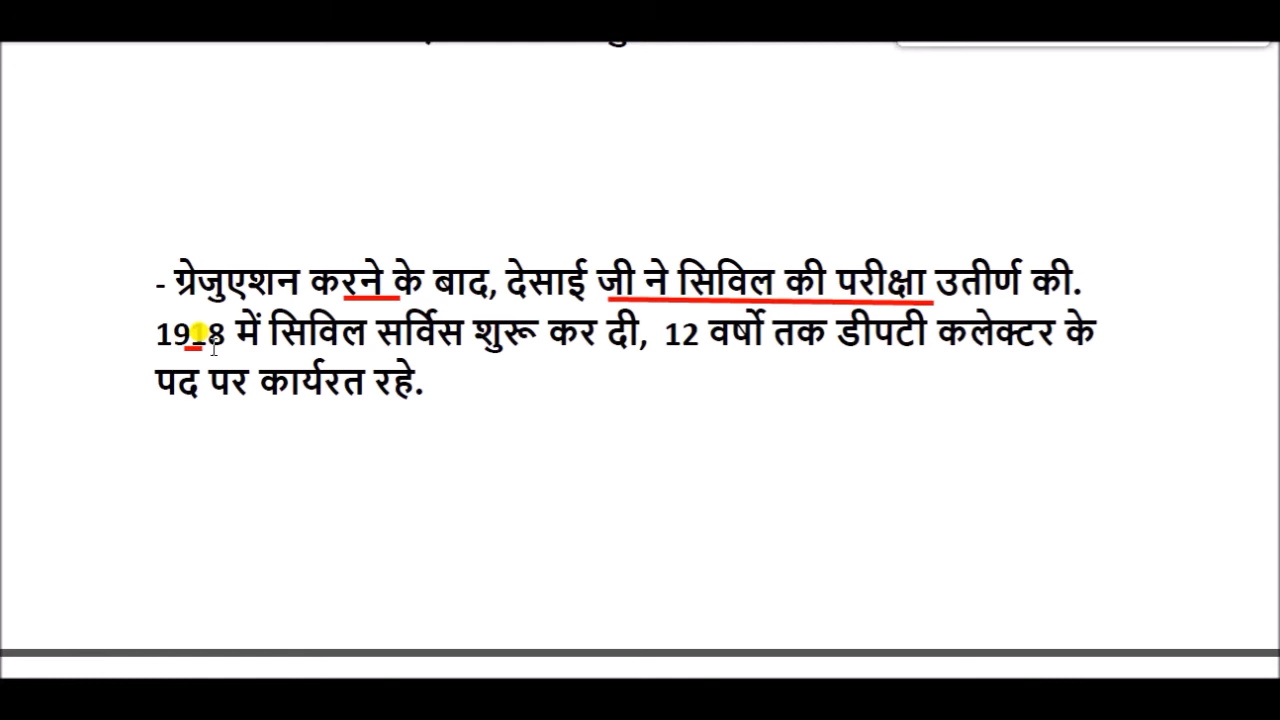 - ग्रेजुएशन करने के बाद, देसाई जी ने सिविल की परीक्षा उतीर्ण की.
1918 में सिविल सर्विस शुरू कर दी, 12 वर्षो तक डीपटी कलेक्टर के
पद पर कार्यरत रहे.